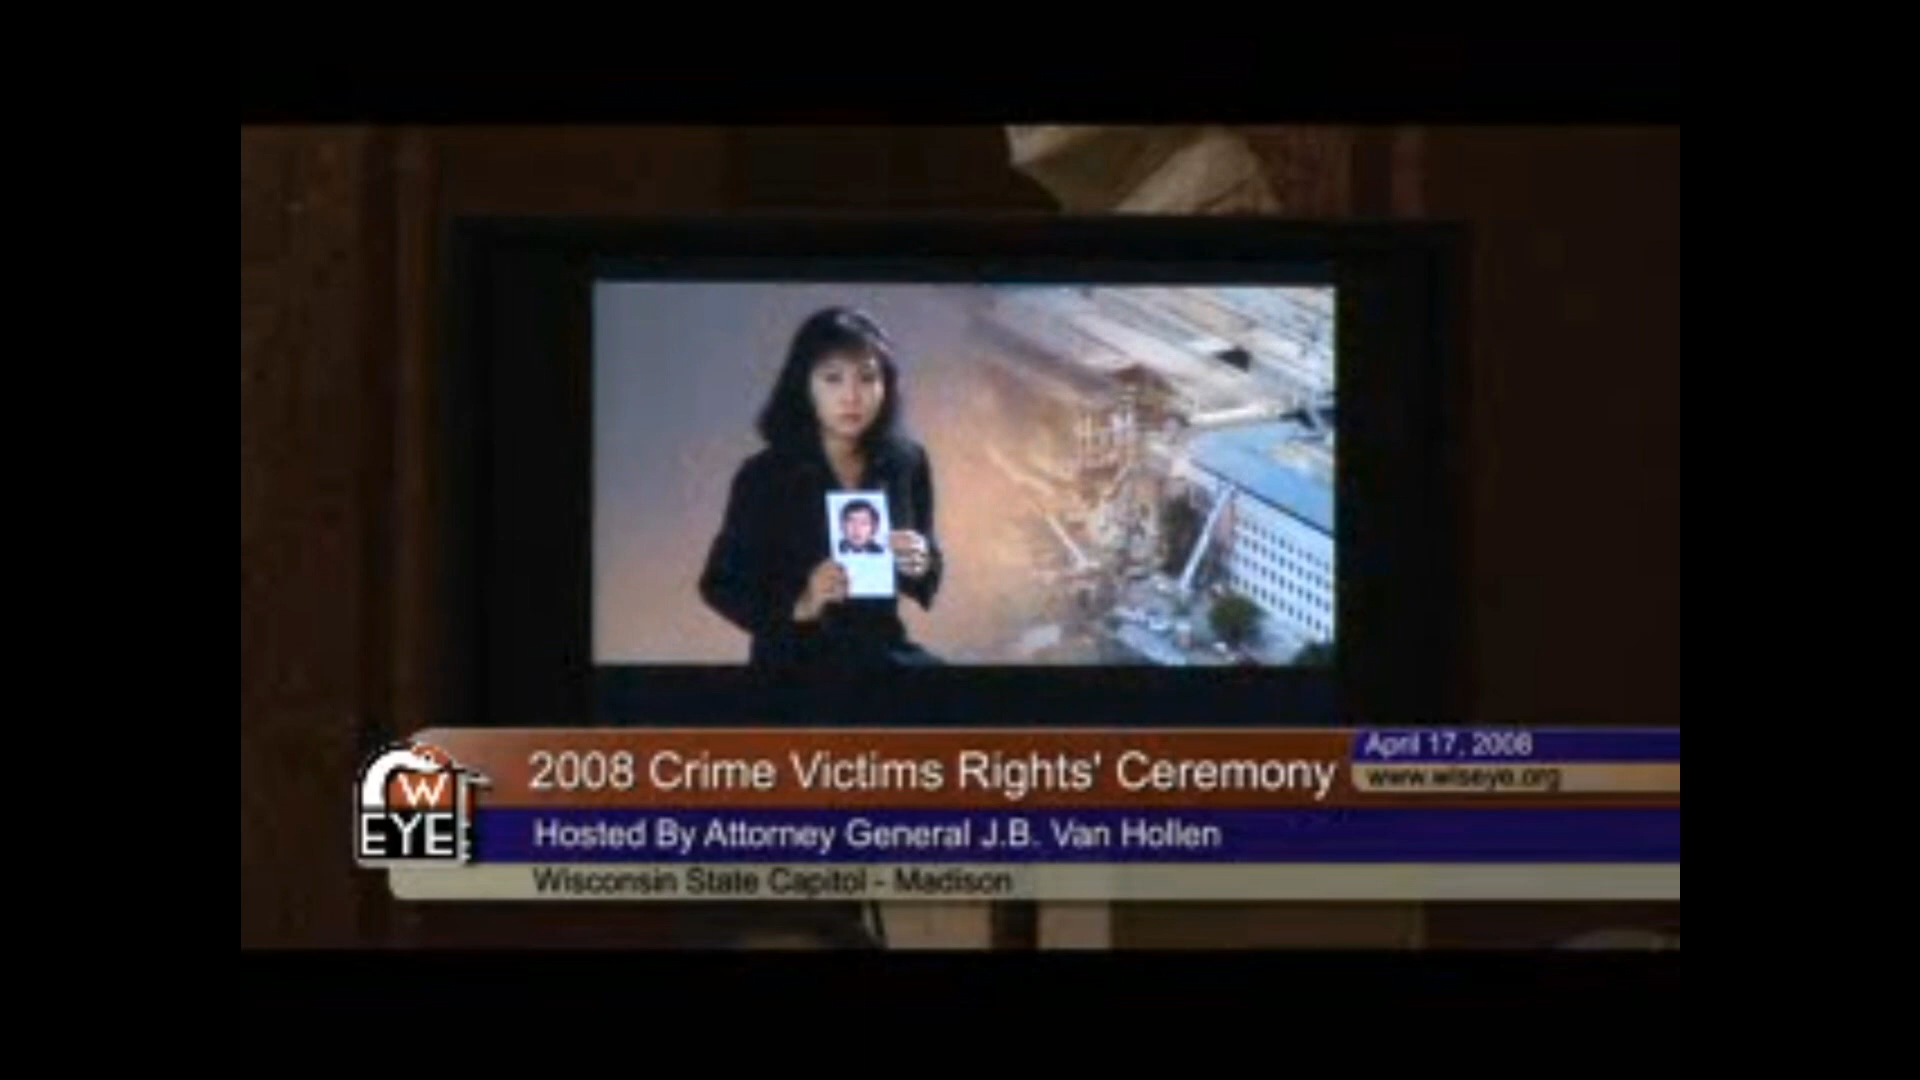 2008 Crime Victims Rights' Ceremony
April 17, 2008
www.wiseye.org
W
EYE
Hosted By Attorney General J.B. Van Hollen
Wisconsin State Capitol - Madison